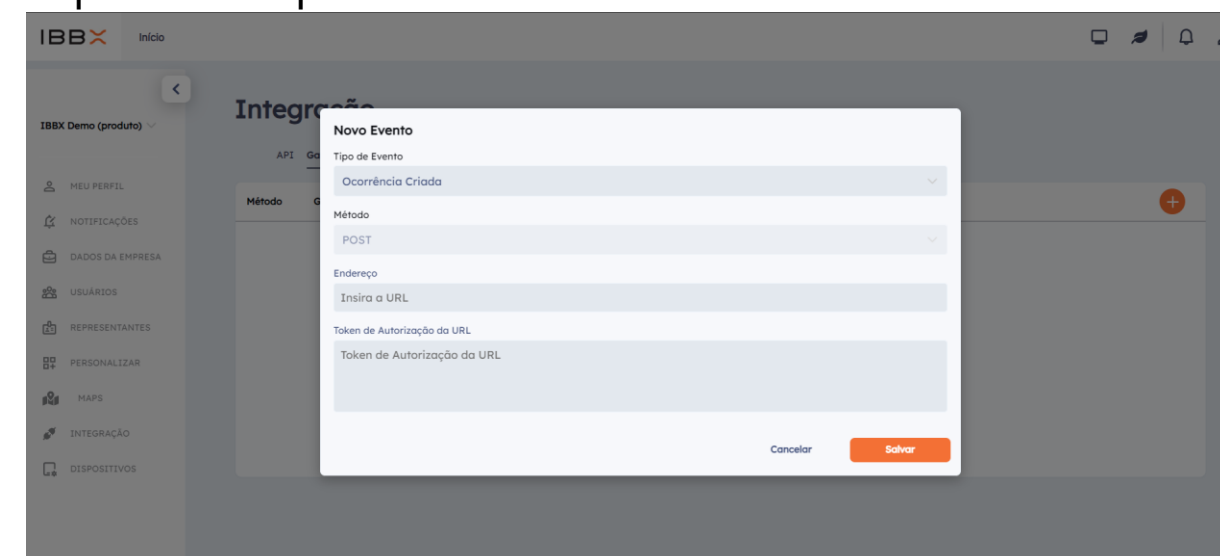 IBBX
Início
IBBX Demo (produto)
MEU PERFIL
NOTIFICAÇÕES
DADOS DA EMPRESA
USUÁRIOS
REPRESENTANTES
PERSONALIZAR
MAPS
INTEGRAÇÃO
DISPOSITIVOS
Integração
API
Método
Novo Evento
Tipo de Evento
Ocorrência Criada
Método
POST
Endereço
Insira a URL
Token de Autorização da URL
Token de Autorização da URL
Cancelar
Salvar